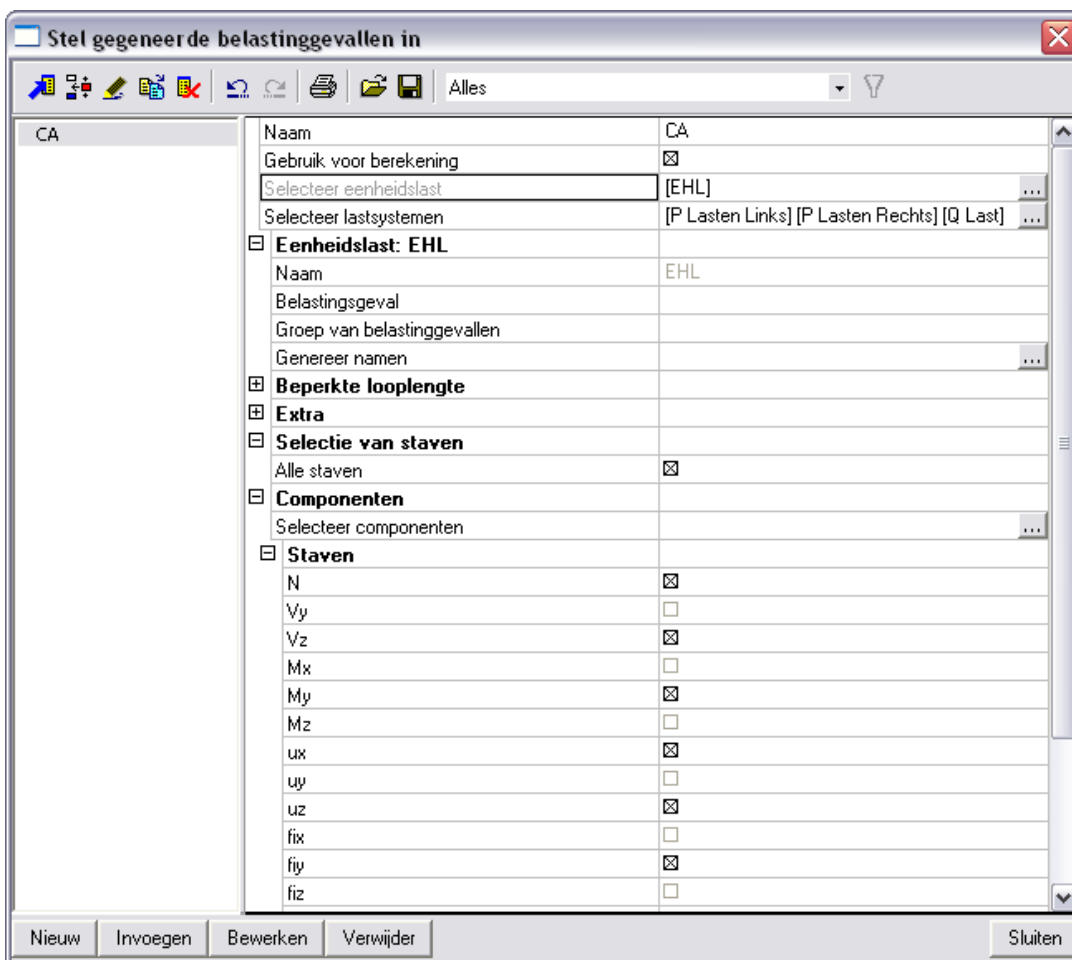 Stel gegeneerde belastinggevallen in
Alles
CA
Naam CA
Gebruik voor berekening
Selecteer eenheidslast [EHL] ...
Selecteer lastsystemen [P Lasten Links] [P Lasten Rechts] [Q Last] ...
Eenheidslast: EHL
Naam EHL
Belastingsgeval
Groep van belastinggevallen
Genereer namen ...
Beperkte looplengte
Extra
Selectie van staven
Alle staven
Componenten
Selecteer componenten ...
Staven
N
Vy
Vz
Mx
My
Mz
ux
uy
uz
fix
fiy
fiz
Nieuw Invoegen Bewerken Verwijder Sluiten